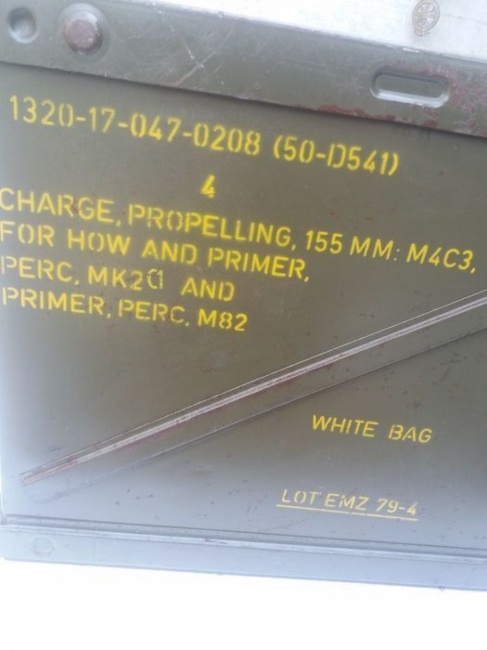 1320-17-047-0208 (50-D541)
4
CHARGE, PROPELLING, 155 MM: M4C3,
FOR HOW AND PRIMER,
PERC, MK2 AND
PRIMER, PERC, M82
WHITE BAG
LOT EMZ 79-4